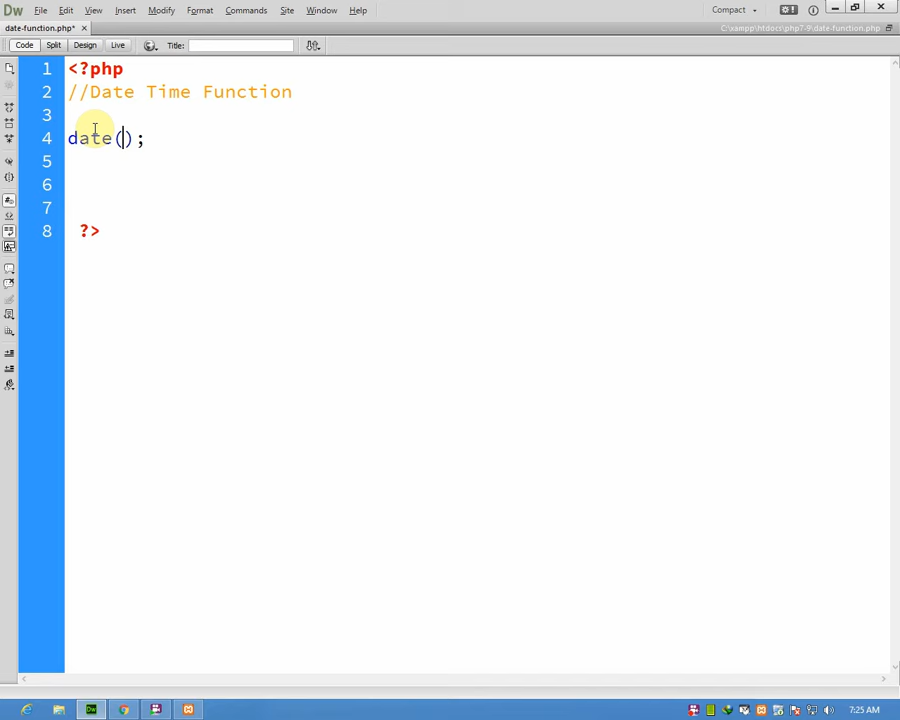 Dw File Edit View Insert Modify Format Commands Site Window Help Compact
date-function.php* × C:\xampp\htdocs\php7-9\date-function.php
Code Split Design Live Title:
1 <?php
2 //Date Time Function
3
4 date();
5
6
7
8 ?>
Dw 7:25 AM